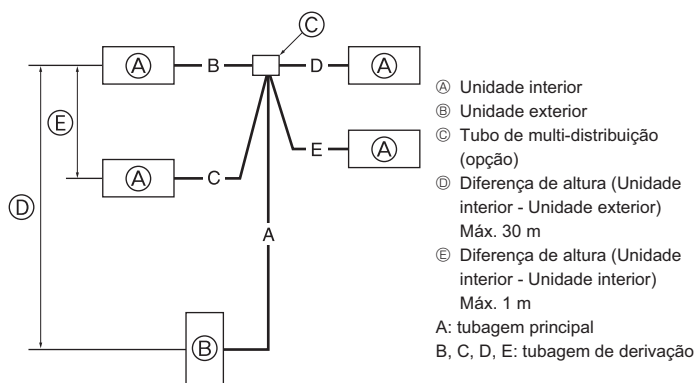 Ⓒ
Ⓐ B D Ⓐ
Ⓔ
Ⓐ C E Ⓐ
Ⓓ
A
Ⓑ
Ⓐ Unidade interior
Ⓑ Unidade exterior
Ⓒ Tubo de multi-distribuição
(opção)
Ⓓ Diferença de altura (Unidade
interior - Unidade exterior)
Máx. 30 m
Ⓔ Diferença de altura (Unidade
interior - Unidade interior)
Máx. 1 m
A: tubagem principal
B, C, D, E: tubagem de derivação